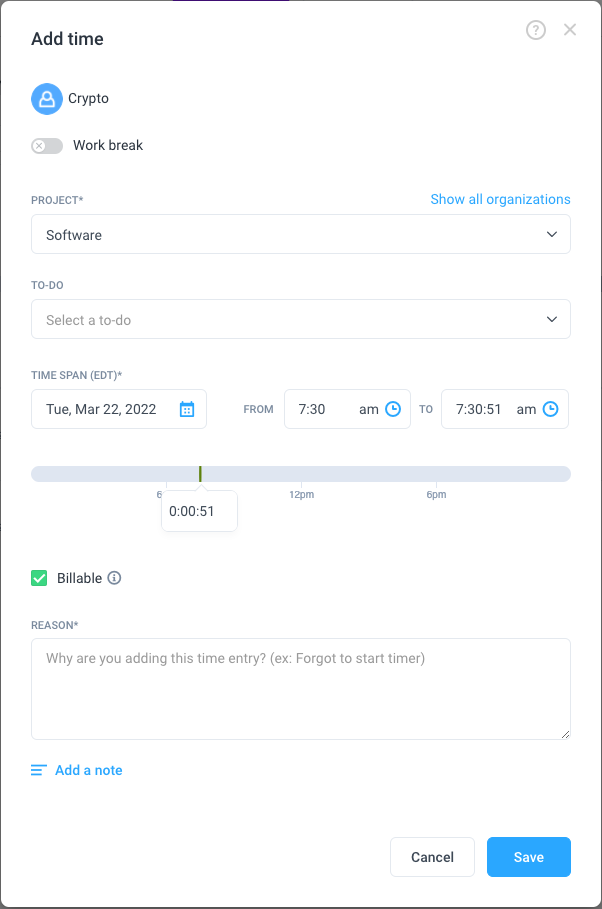 Add time
?
Crypto
Work break
PROJECT*
Show all organizations
Software
TO-DO
Select a to-do
TIME SPAN (EDT)*
Tue, Mar 22, 2022 FROM 7:30 am TO 7:30:51 am
12pm 6pm
0:00:51
Billable
REASON*
Why are you adding this time entry? (ex: Forgot to start timer)
Add a note
Cancel Save